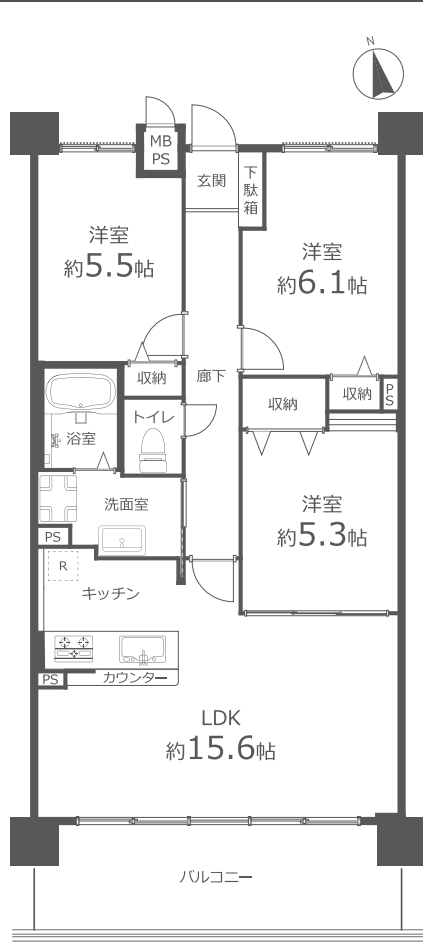 N
MB
PS
玄関
下駄箱
洋室
約5.5帖
洋室
約6.1帖
収納
廊下
収納
収納
PS
トイレ
浴室
洗面室
洋室
約5.3帖
PS
R
キッチン
PS
カウンター
LDK
約15.6帖
バルコニー